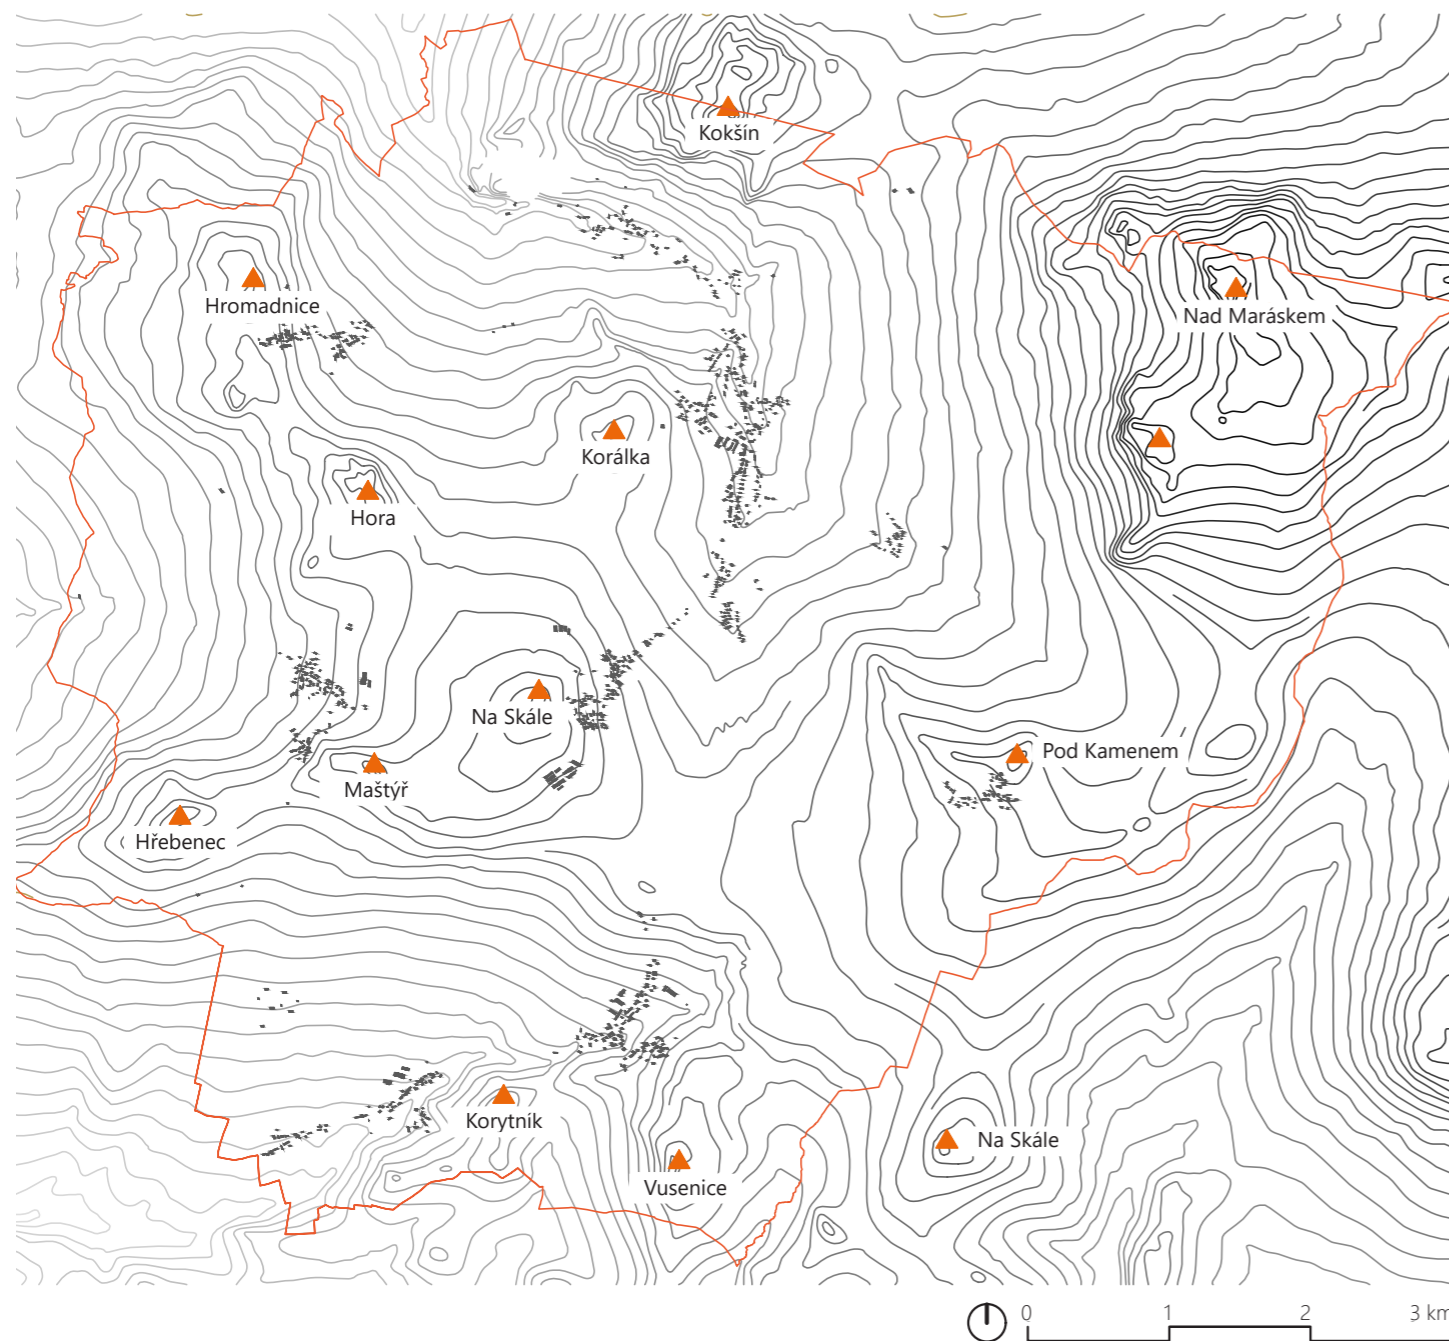 Kokšín
Hromadnice
Nad Maráskem
Korálka
Hora
Na Skále
Pod Kamenem
Maštýř
Hřebenec
Korytník
Na Skále
Vusenice
0 1 2 3 km